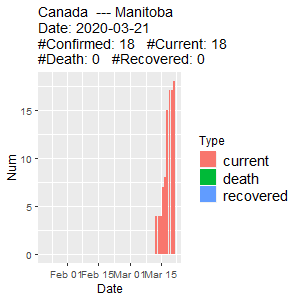 Canada --- Manitoba
Date: 2020-03-21
#Confirmed: 18 #Current: 18
#Death: 0 #Recovered: 0
15
10
5
0
Num
Feb 01 Feb 15 Mar 01 Mar 15
Date
Type
current
death
recovered